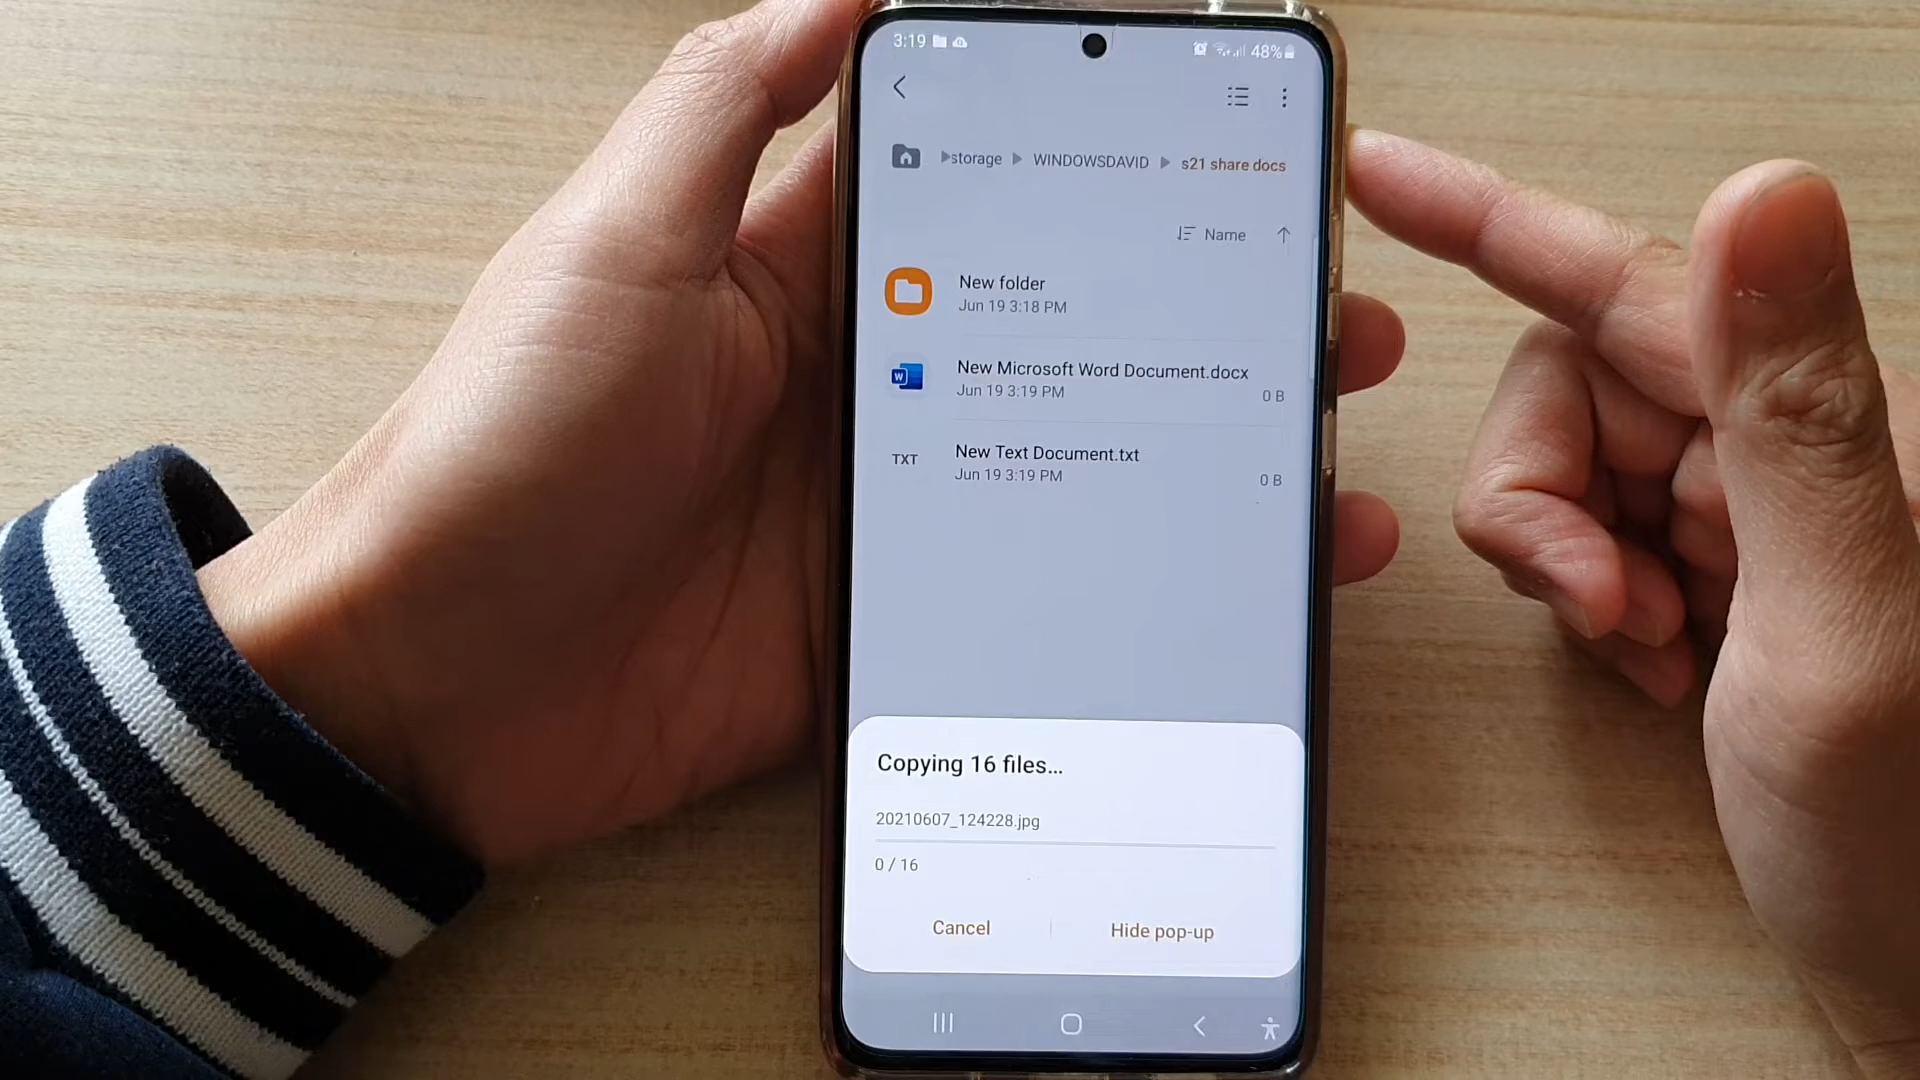 3:19 48%
storage WINDOWSDAVID s21 share docs
Name
New folder
Jun 19 3:18 PM
W New Microsoft Word Document.docx
Jun 19 3:19 PM 0 B
TXT New Text Document.txt
Jun 19 3:19 PM 0 B
Copying 16 files...
20210607_124228.jpg
0 / 16
Cancel Hide pop-up